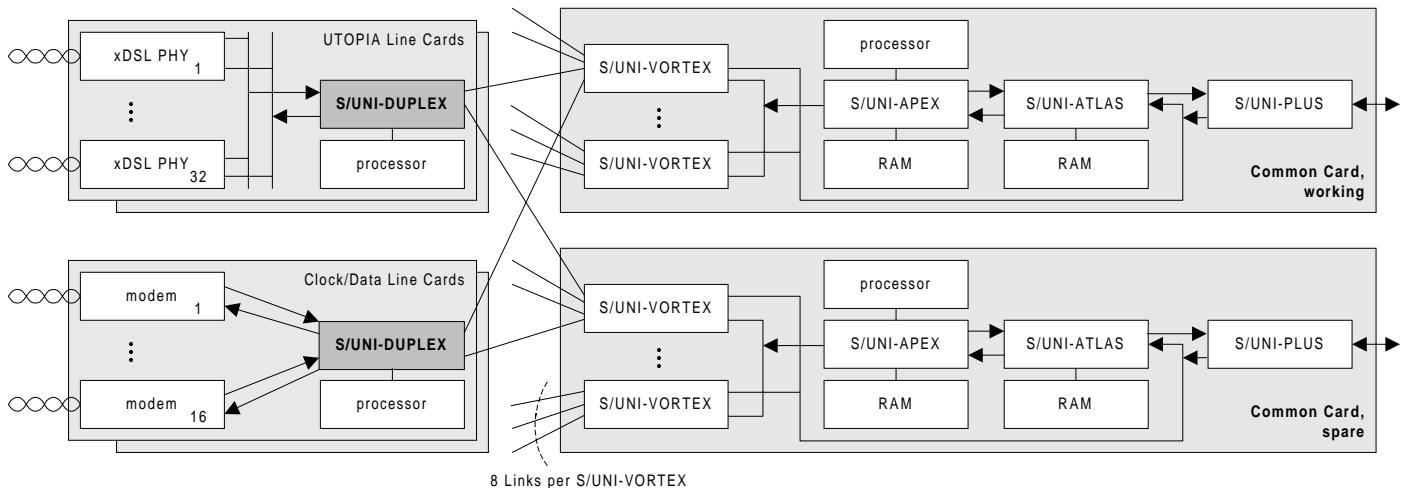 UTOPIA Line Cards
xDSL PHY 1
xDSL PHY 32
S/UNI-DUPLEX
processor
S/UNI-VORTEX
S/UNI-VORTEX
processor
S/UNI-APEX
RAM
S/UNI-ATLAS
RAM
S/UNI-PLUS
Common Card,
working
Clock/Data Line Cards
modem 1
modem 16
S/UNI-DUPLEX
processor
S/UNI-VORTEX
S/UNI-VORTEX
processor
S/UNI-APEX
RAM
S/UNI-ATLAS
RAM
S/UNI-PLUS
Common Card,
spare
8 Links per S/UNI-VORTEX